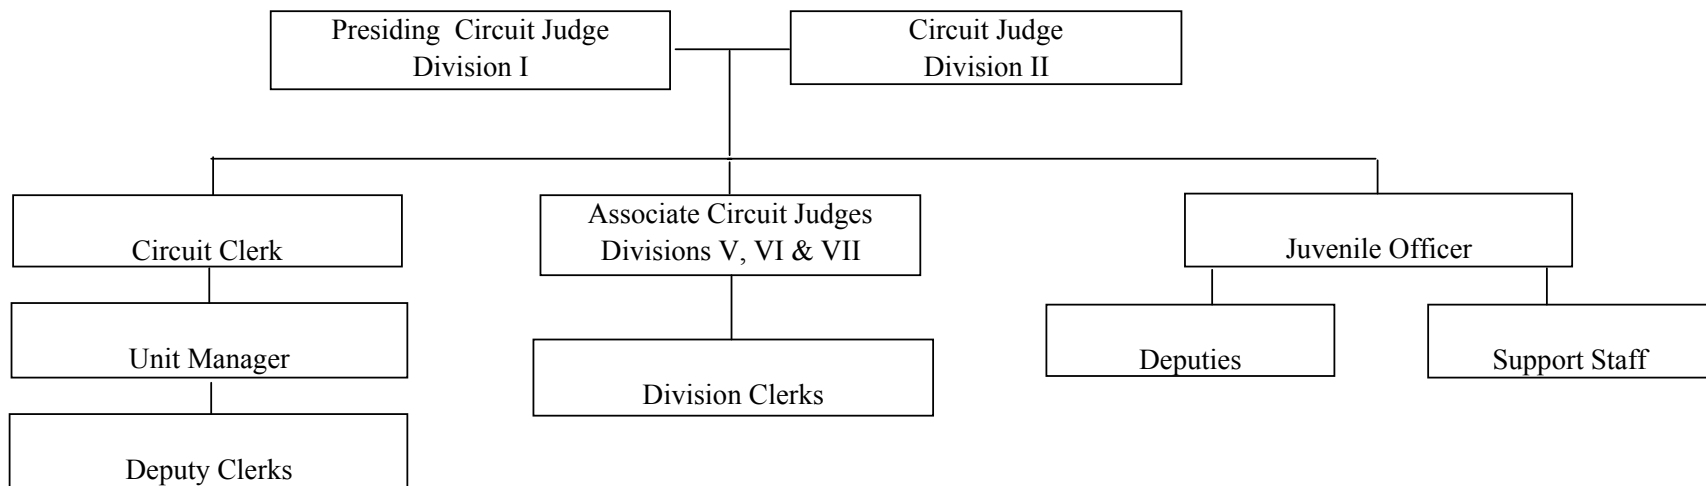 Presiding  Circuit Judge
Division I
Circuit Judge
Division II
Circuit Clerk
Associate Circuit Judges
Divisions V, VI & VII
Juvenile Officer
Unit Manager
Division Clerks
Deputies
Support Staff
Deputy Clerks